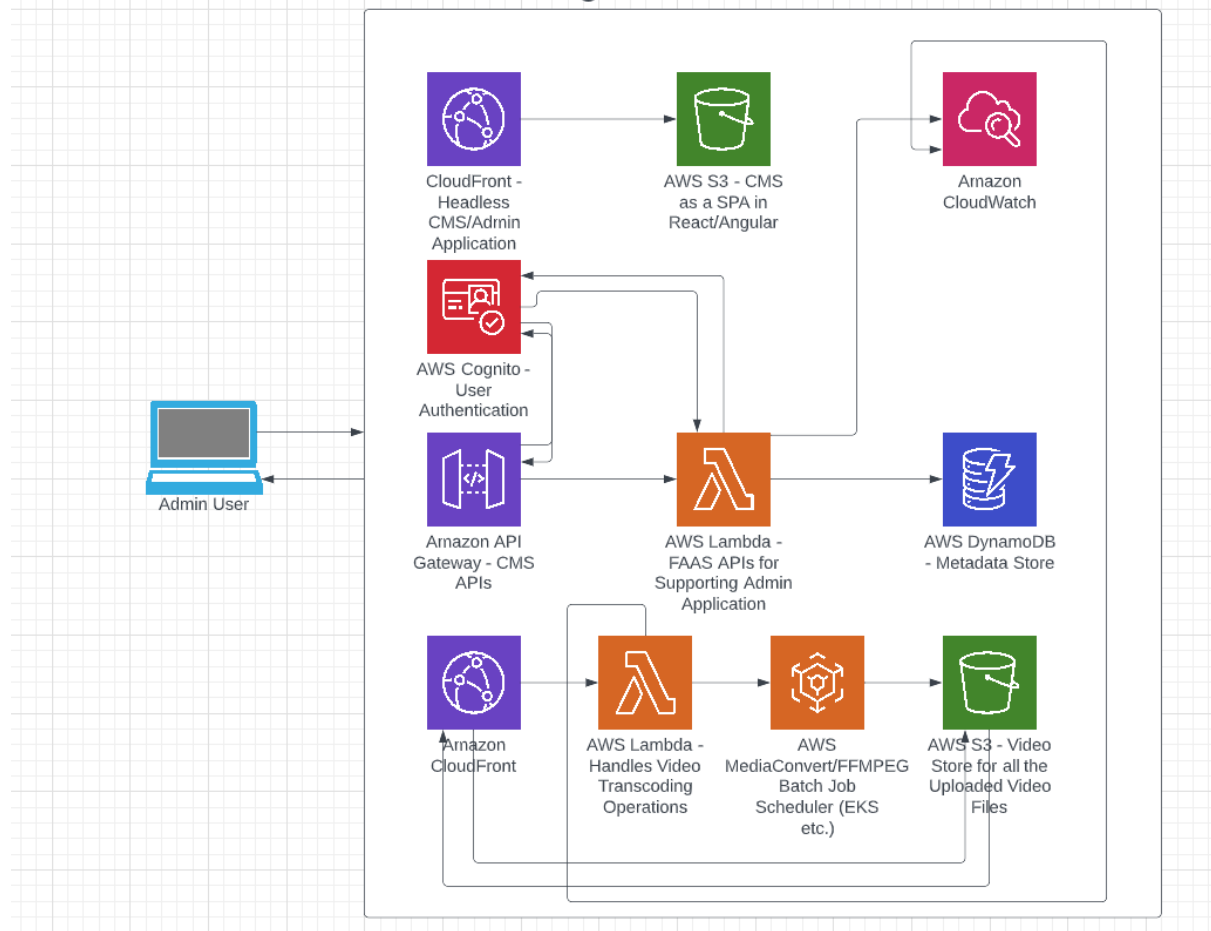 CloudFront -
Headless
CMS/Admin
Application
AWS S3 - CMS
as a SPA in
React/Angular
Amazon
CloudWatch
AWS Cognito -
User
Authentication
Admin User
Amazon API
Gateway - CMS
APIs
AWS Lambda -
FAAS APIs for
Supporting Admin
Application
AWS DynamoDB
- Metadata Store
Amazon
CloudFront
AWS Lambda -
Handles Video
Transcoding
Operations
AWS
MediaConvert/FFMPEG
Batch Job
Scheduler (EKS
etc.)
AWS S3 - Video
Store for all the
Uploaded Video
Files